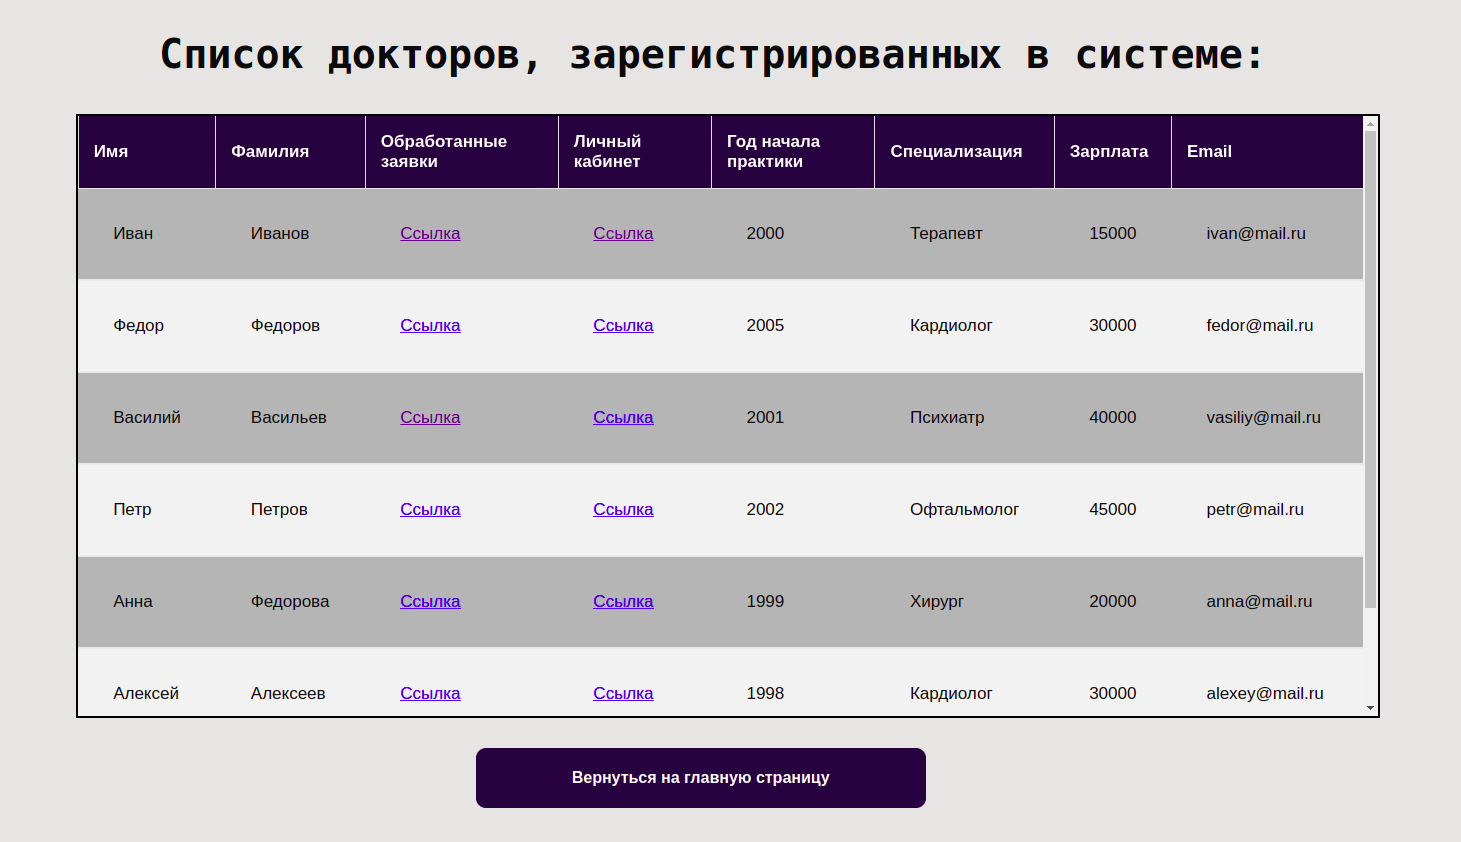 Список докторов, зарегистрированных в системе:
Имя Фамилия Обработанные заявки Личный кабинет Год начала практики Специализация Зарплата Email
Иван Иванов Ссылка Ссылка 2000 Терапевт 15000 ivan@mail.ru
Федор Федоров Ссылка Ссылка 2005 Кардиолог 30000 fedor@mail.ru
Василий Васильев Ссылка Ссылка 2001 Психиатр 40000 vasiliy@mail.ru
Петр Петров Ссылка Ссылка 2002 Офтальмолог 45000 petr@mail.ru
Анна Федорова Ссылка Ссылка 1999 Хирург 20000 anna@mail.ru
Алексей Алексеев Ссылка Ссылка 1998 Кардиолог 30000 alexey@mail.ru
Вернуться на главную страницу